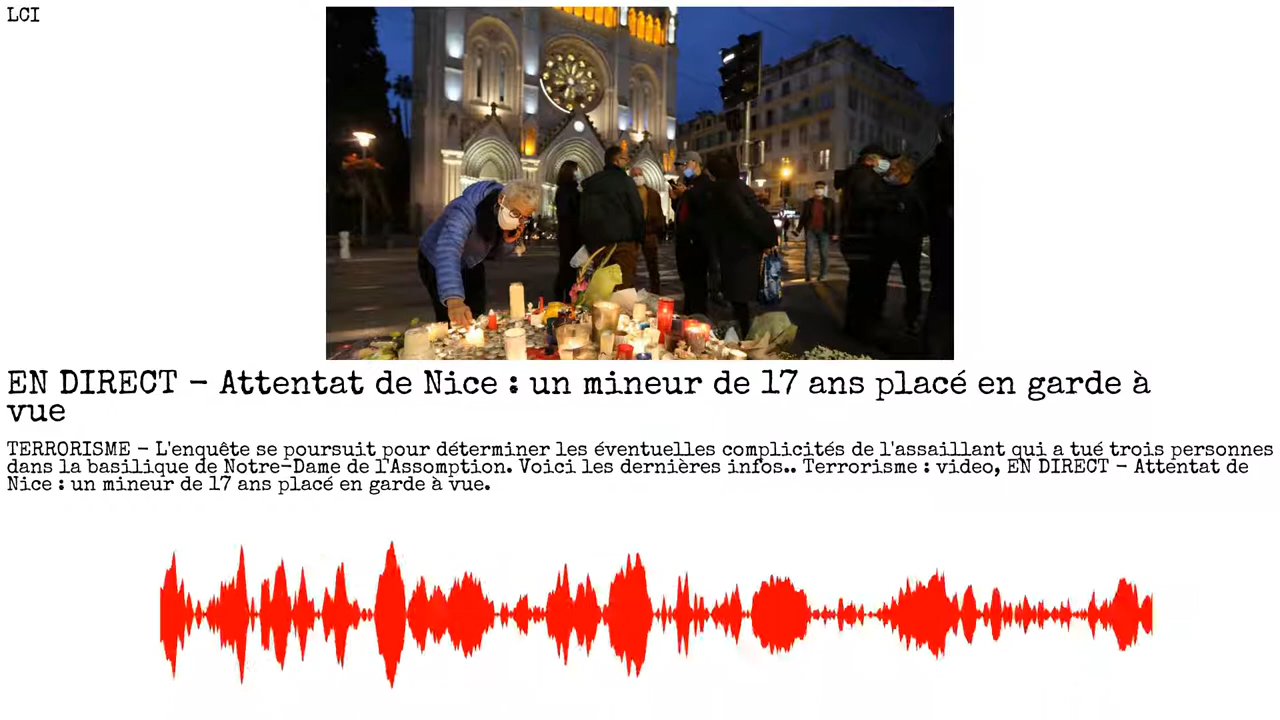 LCI
EN DIRECT - Attentat de Nice : un mineur de 17 ans placé en garde à
vue
TERRORISME - L'enquête se poursuit pour déterminer les éventuelles complicités de l'assaillant qui a tué trois personnes
dans la basilique de Notre-Dame de l'Assomption. Voici les dernières infos.. Terrorisme : video, EN DIRECT - Attentat de
Nice : un mineur de 17 ans placé en garde à vue.